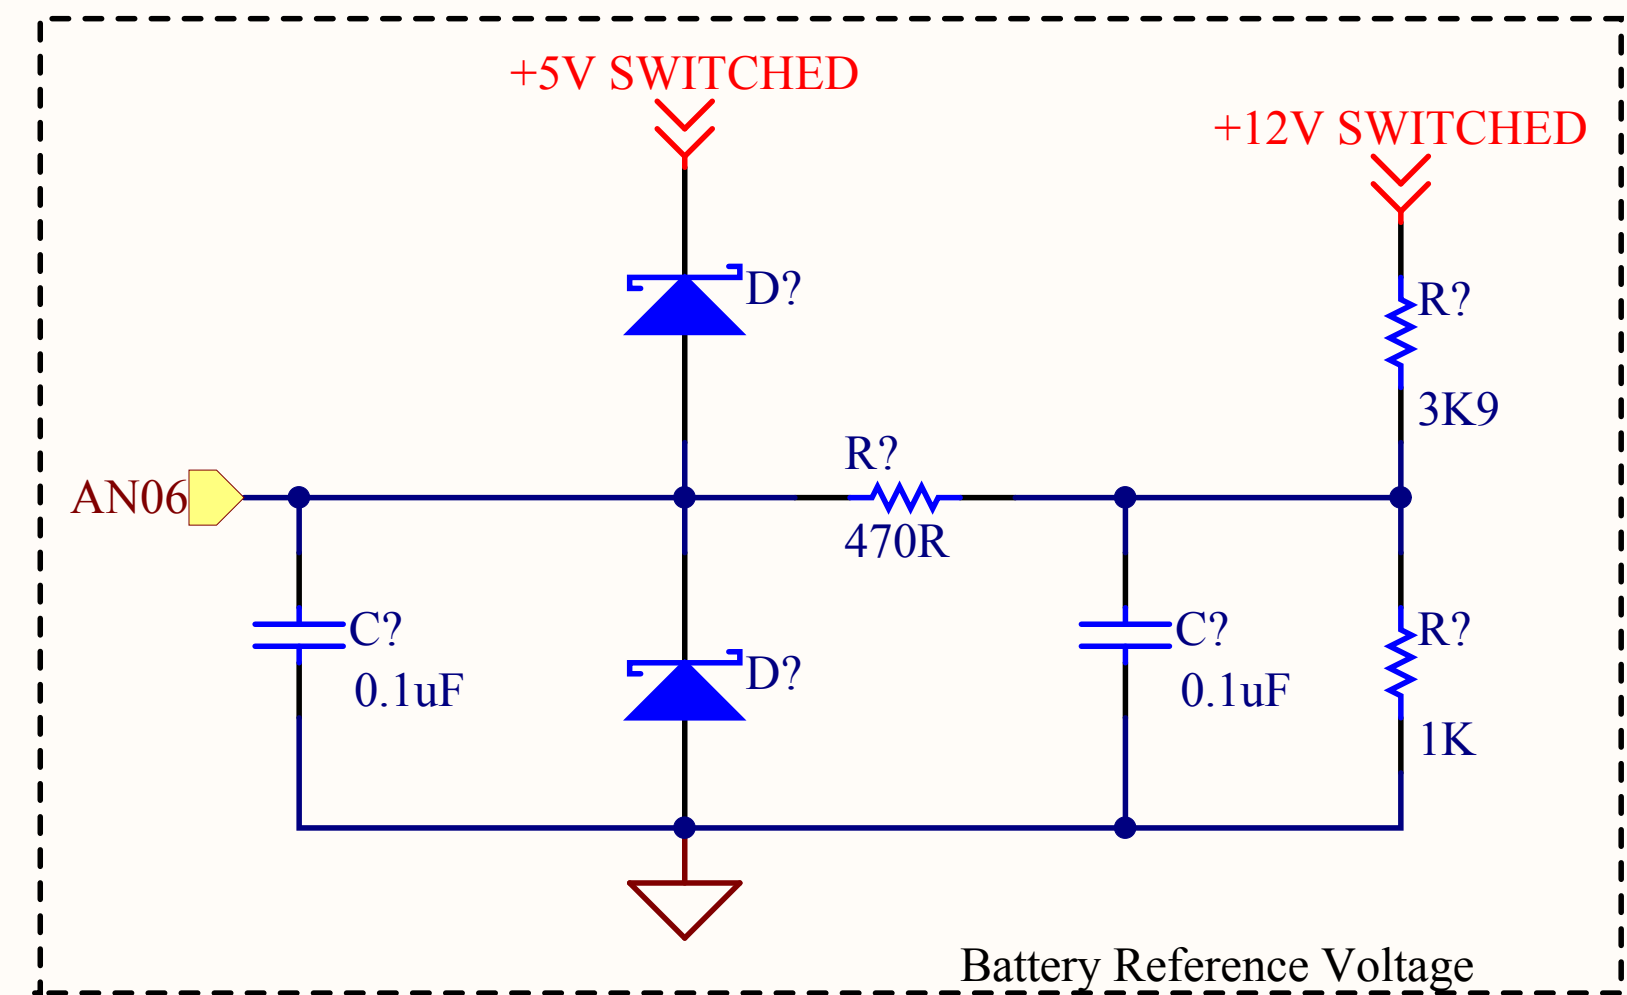 +5V SWITCHED
+12V SWITCHED
D?
R?
3K9
R?
AN06
470R
C?
0.1uF
D?
C?
0.1uF
R?
1K
Battery Reference Voltage